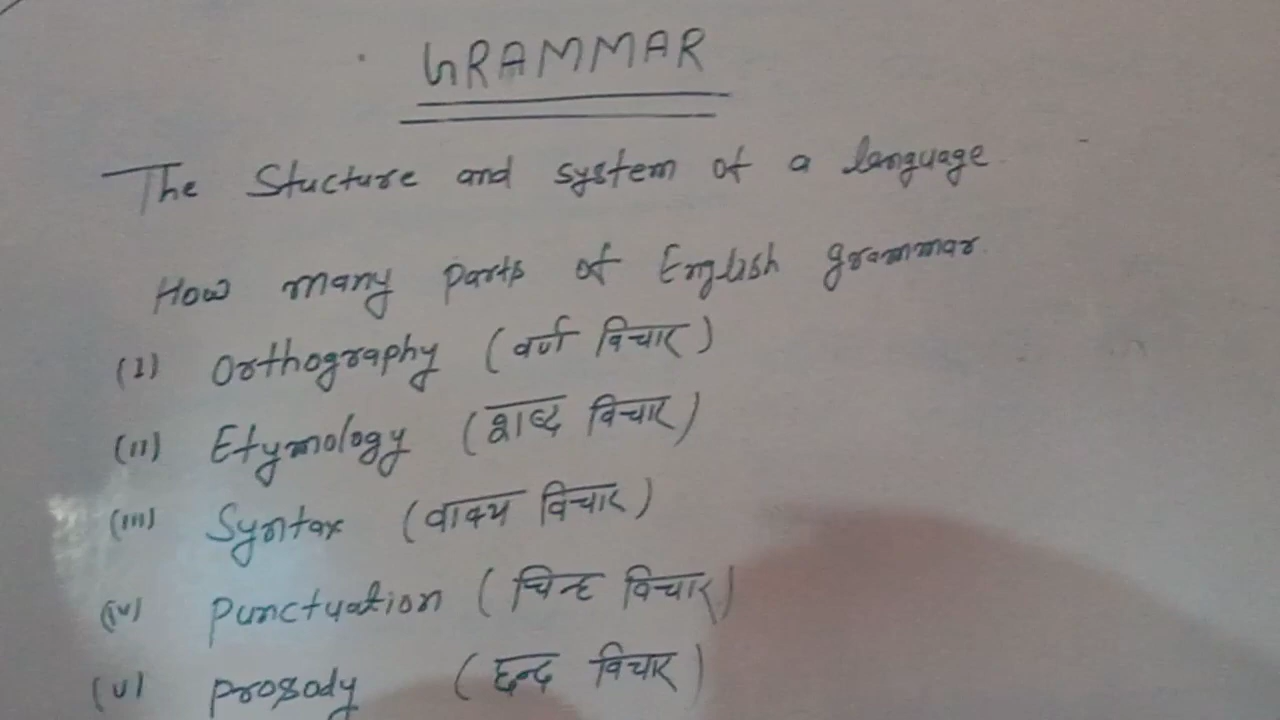 GRAMMAR
The Stucture and system of a language
How many parts of English grammar.
(I) Orthography (वर्ण विचार)
(II) Etymology (शब्द विचार)
(III) Syntax (वाक्य विचार)
(IV) Punctuation (चिन्ह विचार)
(V) Prosody (छन्द विचार)